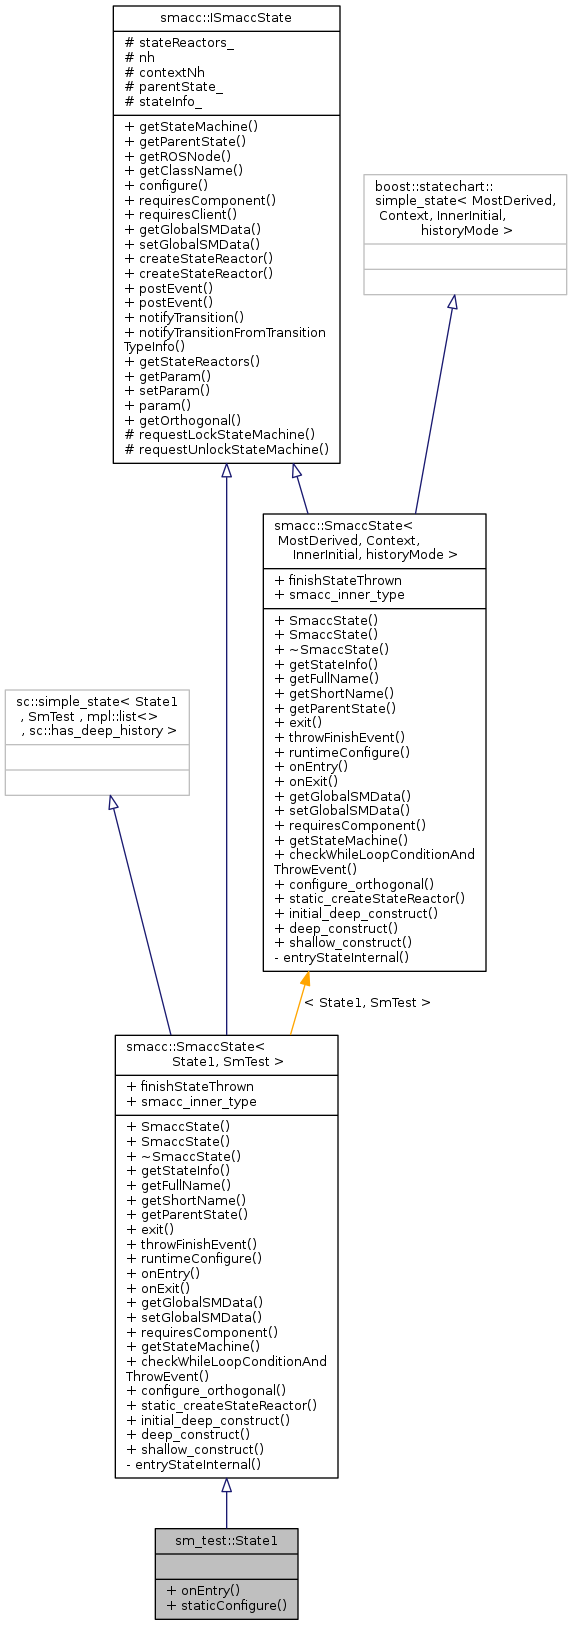 smacc::ISmaccState
# stateReactors_
# nh
# contextNh
# parentState_
# stateInfo_
+ getStateMachine()
+ getParentState()
+ getROSNode()
+ getClassName()
+ configure()
+ requiresComponent()
+ requiresClient()
+ getGlobalSMData()
+ setGlobalSMData()
+ createStateReactor()
+ createStateReactor()
+ postEvent()
+ postEvent()
+ notifyTransition()
+ notifyTransitionFromTransition
TypeInfo()
+ getStateReactors()
+ getParam()
+ setParam()
+ param()
+ getOrthogonal()
# requestLockStateMachine()
# requestUnlockStateMachine()
boost::statechart::
simple_state< MostDerived,
Context, InnerInitial,
historyMode >
smacc::SmaccState<
MostDerived, Context,
InnerInitial, historyMode >
+ finishStateThrown
+ smacc_inner_type
+ SmaccState()
+ SmaccState()
+ ~SmaccState()
+ getStateInfo()
+ getFullName()
+ getShortName()
+ getParentState()
+ exit()
+ throwFinishEvent()
+ runtimeConfigure()
+ onEntry()
+ onExit()
+ getGlobalSMData()
+ setGlobalSMData()
+ requiresComponent()
+ getStateMachine()
+ checkWhileLoopConditionAnd
ThrowEvent()
+ configure_orthogonal()
+ static_createStateReactor()
+ initial_deep_construct()
+ deep_construct()
+ shallow_construct()
- entryStateInternal()
sc::simple_state< State1
, SmTest , mpl::list<>
, sc::has_deep_history >
< State1, SmTest >
smacc::SmaccState<
State1, SmTest >
+ finishStateThrown
+ smacc_inner_type
+ SmaccState()
+ SmaccState()
+ ~SmaccState()
+ getStateInfo()
+ getFullName()
+ getShortName()
+ getParentState()
+ exit()
+ throwFinishEvent()
+ runtimeConfigure()
+ onEntry()
+ onExit()
+ getGlobalSMData()
+ setGlobalSMData()
+ requiresComponent()
+ getStateMachine()
+ checkWhileLoopConditionAnd
ThrowEvent()
+ configure_orthogonal()
+ static_createStateReactor()
+ initial_deep_construct()
+ deep_construct()
+ shallow_construct()
- entryStateInternal()
sm_test::State1
+ onEntry()
+ staticConfigure()